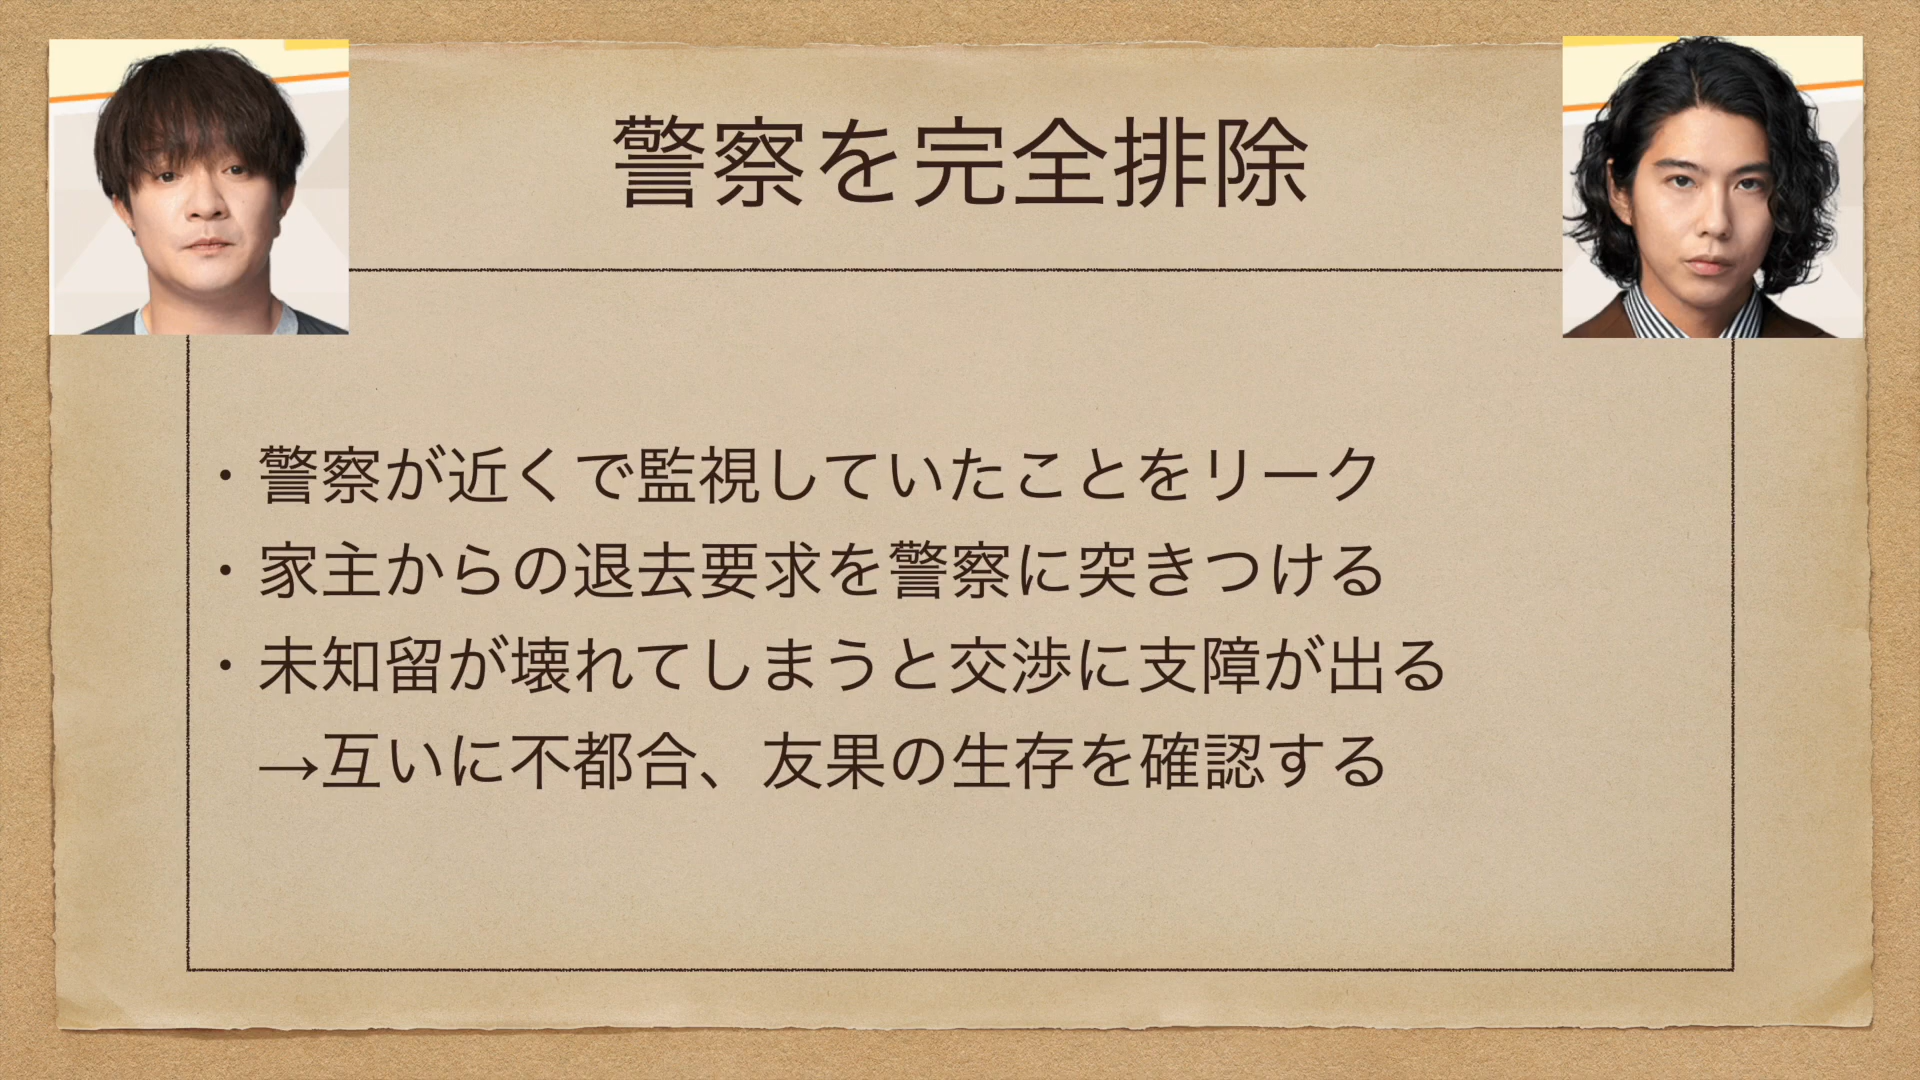 警察を完全排除
・警察が近くで監視していたことをリーク
・家主からの退去要求を警察に突きつける
・未知留が壊れてしまうと交渉に支障が出る
→互いに不都合、友果の生存を確認する